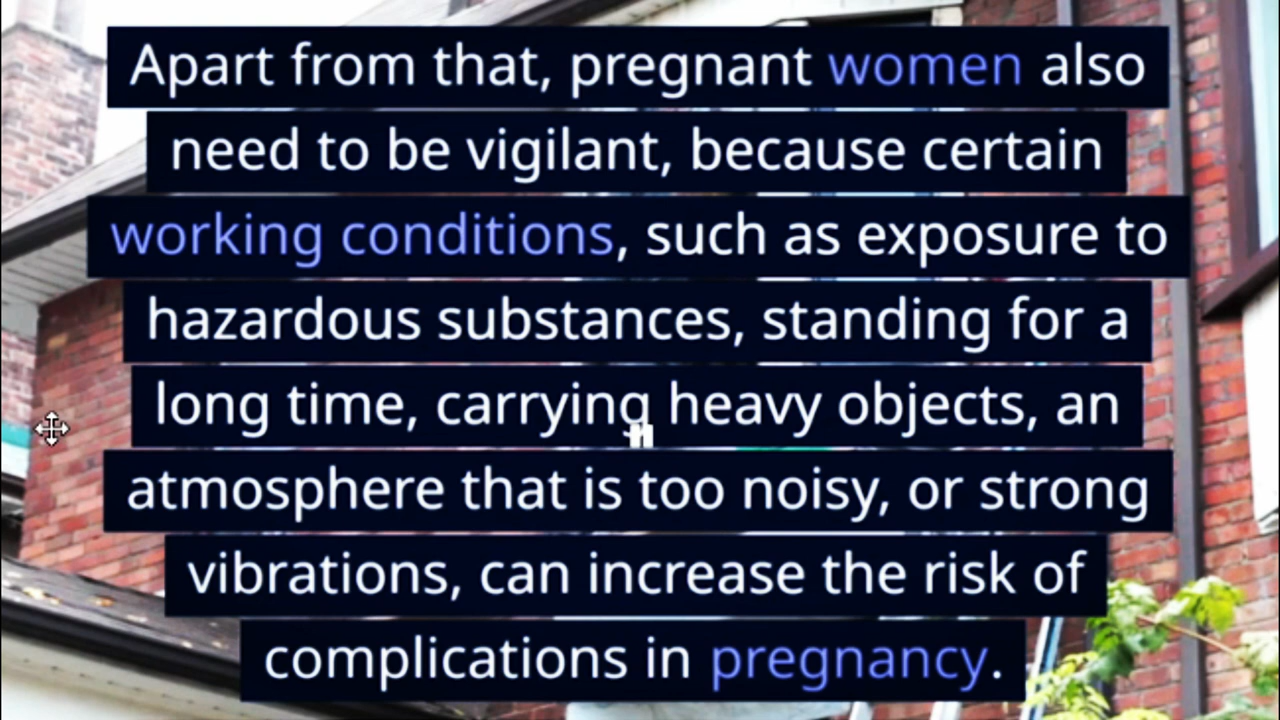 Apart from that, pregnant women also
need to be vigilant, because certain
working conditions, such as exposure to
hazardous substances, standing for a
long time, carrying heavy objects, an
atmosphere that is too noisy, or strong
vibrations, can increase the risk of
complications in pregnancy.